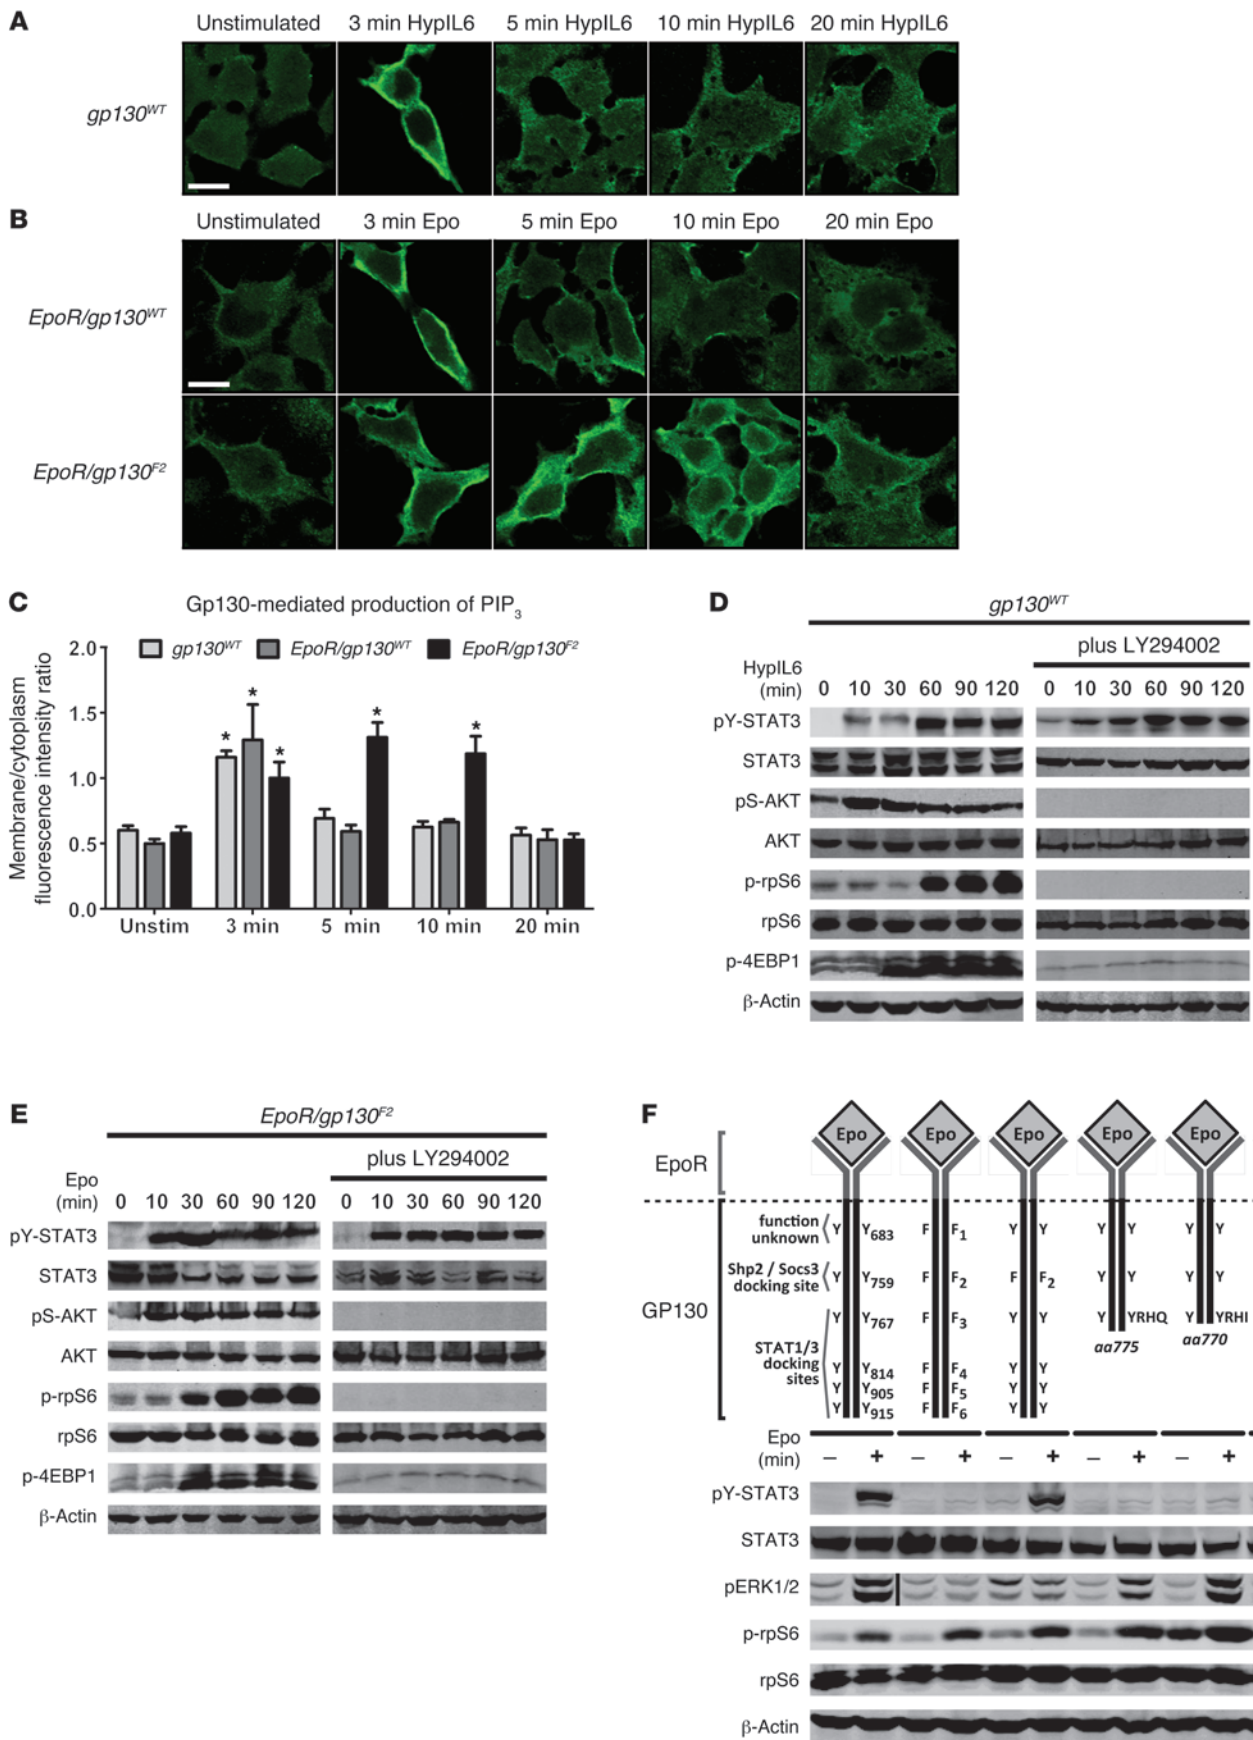 A
Unstimulated 3 min HypIL6 5 min HypIL6 10 min HypIL6 20 min HypIL6
gp130WT
B
Unstimulated 3 min Epo 5 min Epo 10 min Epo 20 min Epo
EpoR/gp130WT
EpoR/gp130F2
C
Gp130-mediated production of PIP3
gp130WT EpoR/gp130WT EpoR/gp130F2
Membrane/cytoplasm
fluorescence intensity ratio
2.0
1.5
1.0
0.5
0.0
* * * * *
Unstim 3 min 5 min 10 min 20 min
D
gp130WT
plus LY294002
HypIL6
(min) 0 10 30 60 90 120 0 10 30 60 90 120
pY-STAT3
STAT3
pS-AKT
AKT
p-rpS6
rpS6
p-4EBP1
β-Actin
E
EpoR/gp130F2
plus LY294002
Epo
(min) 0 10 30 60 90 120 0 10 30 60 90 120
pY-STAT3
STAT3
pS-AKT
AKT
p-rpS6
rpS6
p-4EBP1
β-Actin
F
Epo Epo Epo Epo Epo
EpoR
GP130
function
unknown
Y Y683 F F1 Y Y Y Y Y Y
Shp2 / Socs3
docking site
Y Y759 F F2 F F2 Y Y Y Y
Y Y767 F F3 Y Y Y YRHQ Y YRHI
aa775 aa770
STAT1/3
docking
sites
Y Y814 F F4 Y Y
Y Y905 F F5 Y Y
Y Y915 F F6 Y Y
Epo
(min) – + – + – + – + – +
pY-STAT3
STAT3
pERK1/2
p-rpS6
rpS6
β-Actin